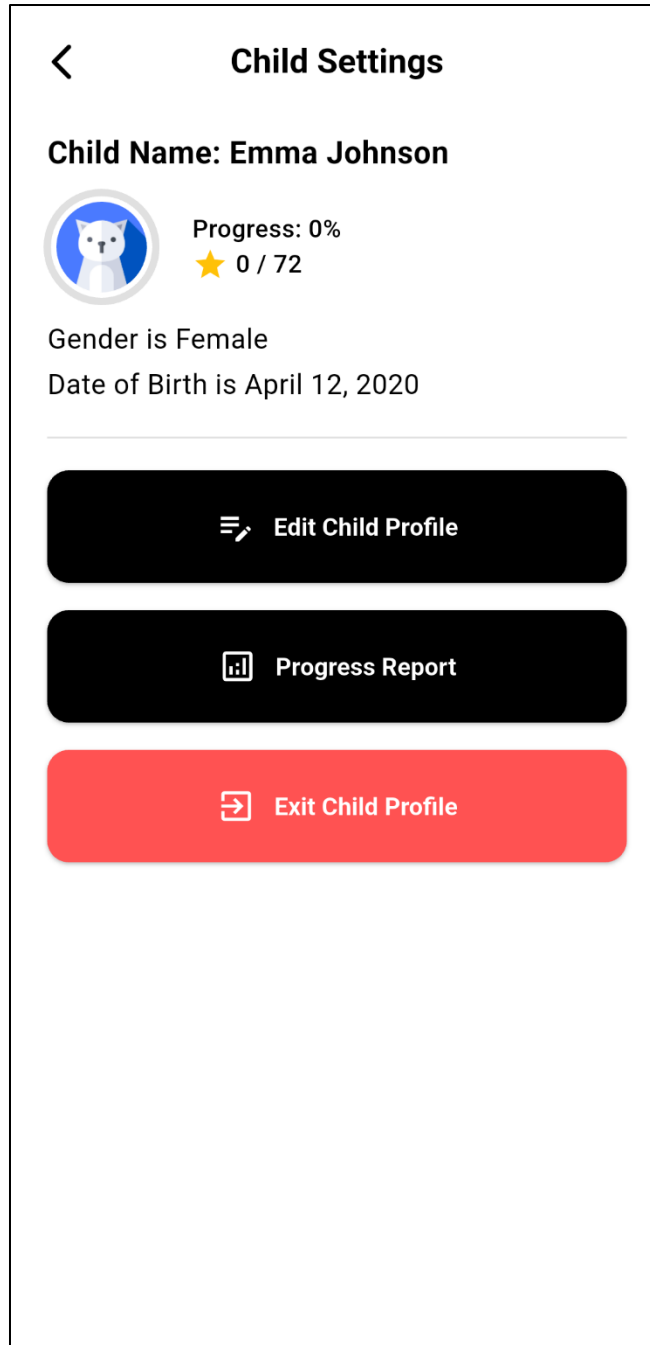 Child Settings
Child Name: Emma Johnson
Progress: 0%
0 / 72
Gender is Female
Date of Birth is April 12, 2020
Edit Child Profile
Progress Report
Exit Child Profile